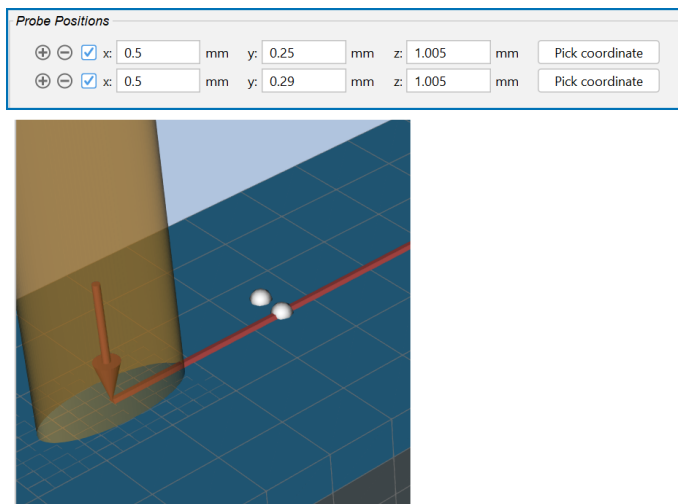 Probe Positions
x: 0.5 mm y: 0.25 mm z: 1.005 mm Pick coordinate
x: 0.5 mm y: 0.29 mm z: 1.005 mm Pick coordinate